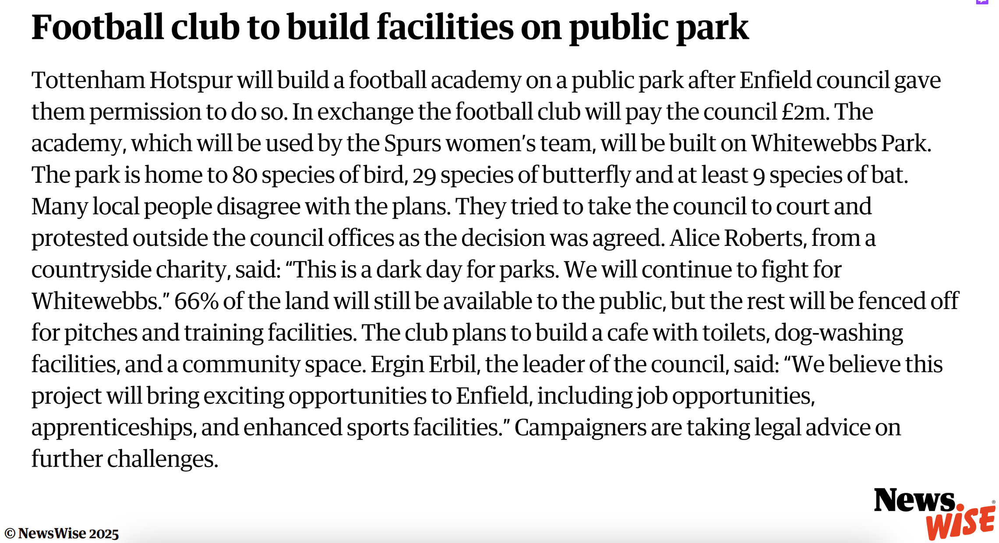 Football club to build facilities on public park
Tottenham Hotspur will build a football academy on a public park after Enfield council gave
them permission to do so. In exchange the football club will pay the council £2m. The
academy, which will be used by the Spurs women’s team, will be built on Whitewebbs Park.
The park is home to 80 species of bird, 29 species of butterfly and at least 9 species of bat.
Many local people disagree with the plans. They tried to take the council to court and
protested outside the council offices as the decision was agreed. Alice Roberts, from a
countryside charity, said: “This is a dark day for parks. We will continue to fight for
Whitewebbs.” 66% of the land will still be available to the public, but the rest will be fenced off
for pitches and training facilities. The club plans to build a cafe with toilets, dog-washing
facilities, and a community space. Ergin Erbil, the leader of the council, said: “We believe this
project will bring exciting opportunities to Enfield, including job opportunities,
apprenticeships, and enhanced sports facilities.” Campaigners are taking legal advice on
further challenges.
News
WiSE®
© NewsWise 2025